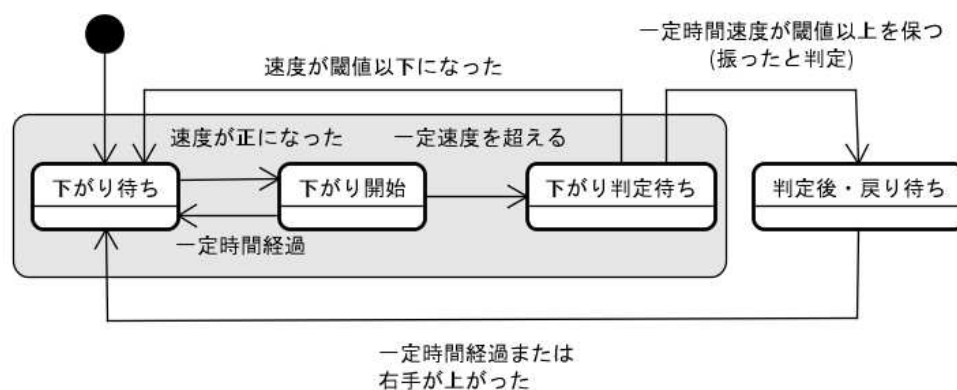 一定時間速度が閾値以上を保つ
(振ったと判定)
速度が閾値以下になった
速度が正になった
一定速度を超える
下がり待ち
下がり開始
下がり判定待ち
判定後・戻り待ち
一定時間経過
一定時間経過または
右手が上がった